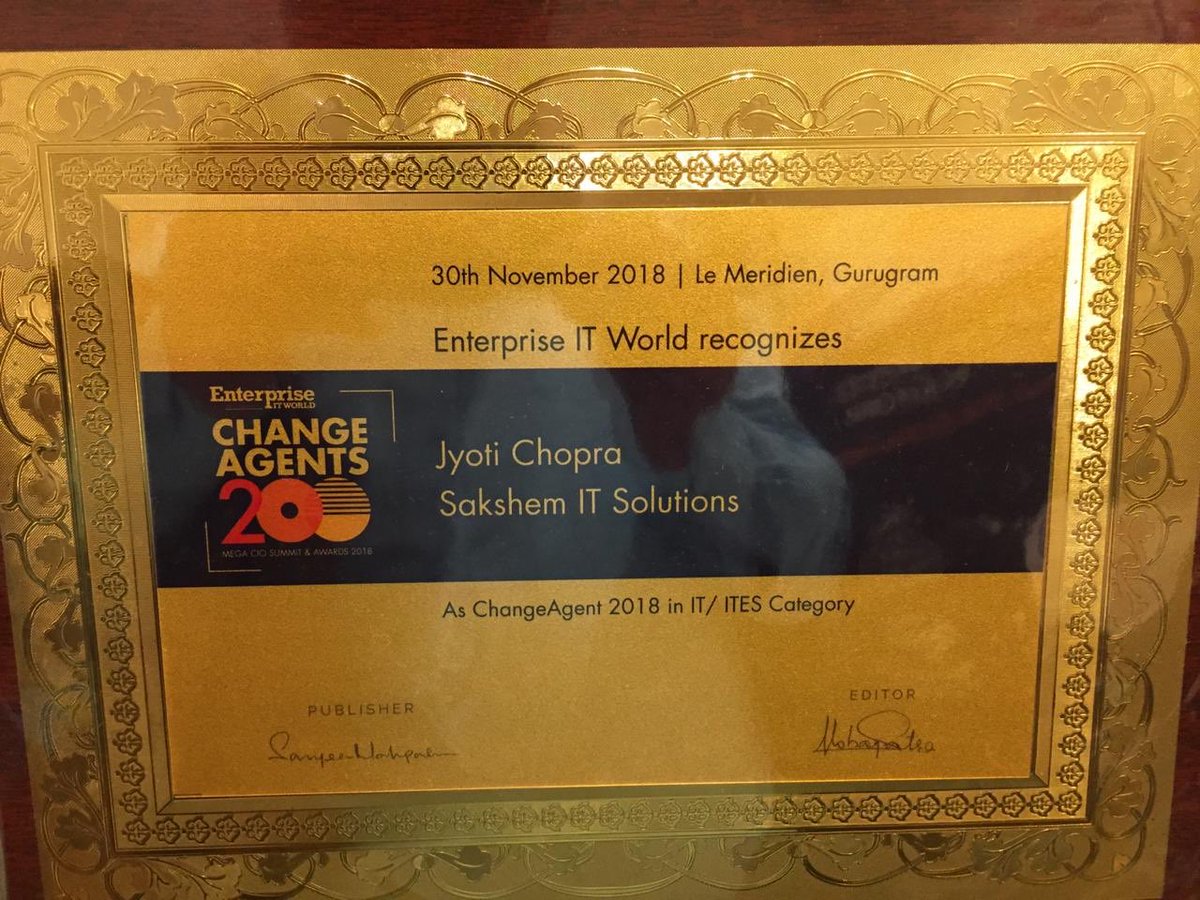 30th November 2018 | Le Meridien, Gurugram
Enterprise IT World recognizes
Enterprise
IT WORLD
CHANGE
AGENTS
200
MEGA CIO SUMMIT & AWARDS 2018
Jyoti Chopra
Sakshem IT Solutions
As ChangeAgent 2018 in IT/ ITES Category
PUBLISHER
EDITOR